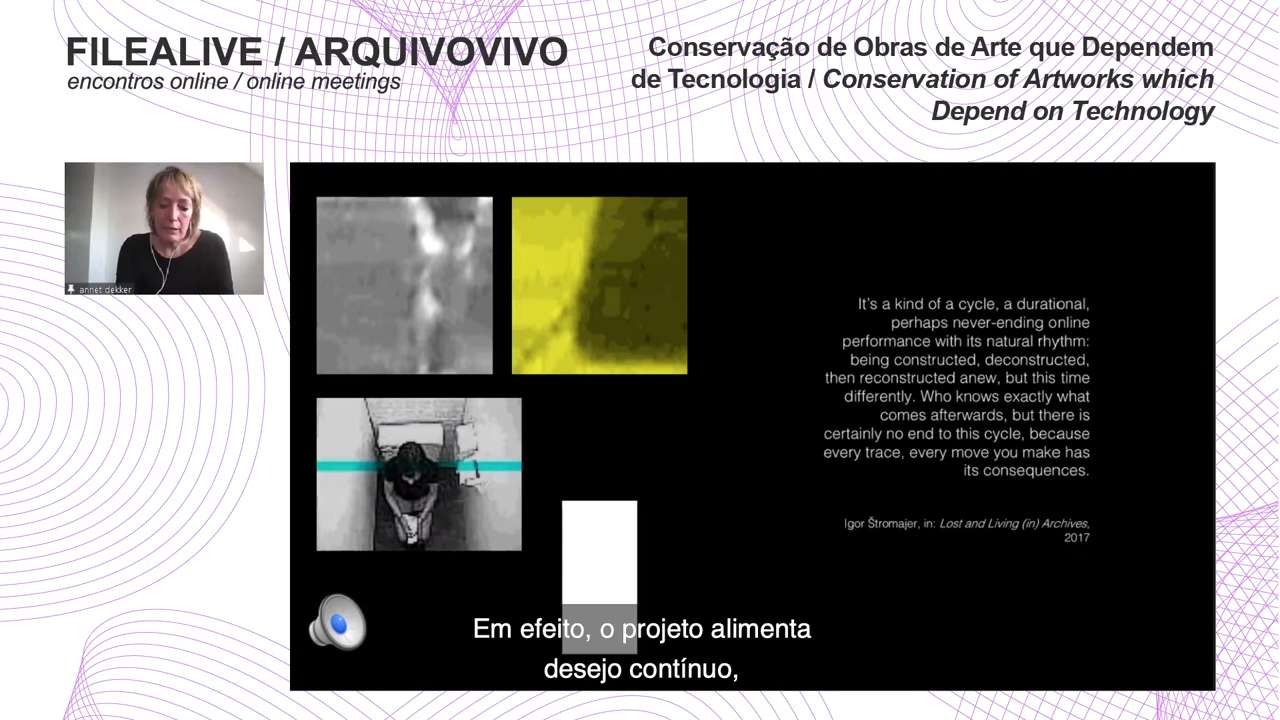 FILEALIVE / ARQUIVOVIVO
encontros online / online meetings
Conservação de Obras de Arte que Dependem
de Tecnologia / Conservation of Artworks which
Depend on Technology
annet dekker
It's a kind of a cycle, a durational,
perhaps never-ending online
performance with its natural rhythm:
being constructed, deconstructed,
then reconstructed anew, but this time
differently. Who knows exactly what
comes afterwards, but there is
certainly no end to this cycle, because
every trace, every move you make has
its consequences.
Igor Štromajer, in: Lost and Living (in) Archives,
2017
Em efeito, o projeto alimenta
desejo contínuo,